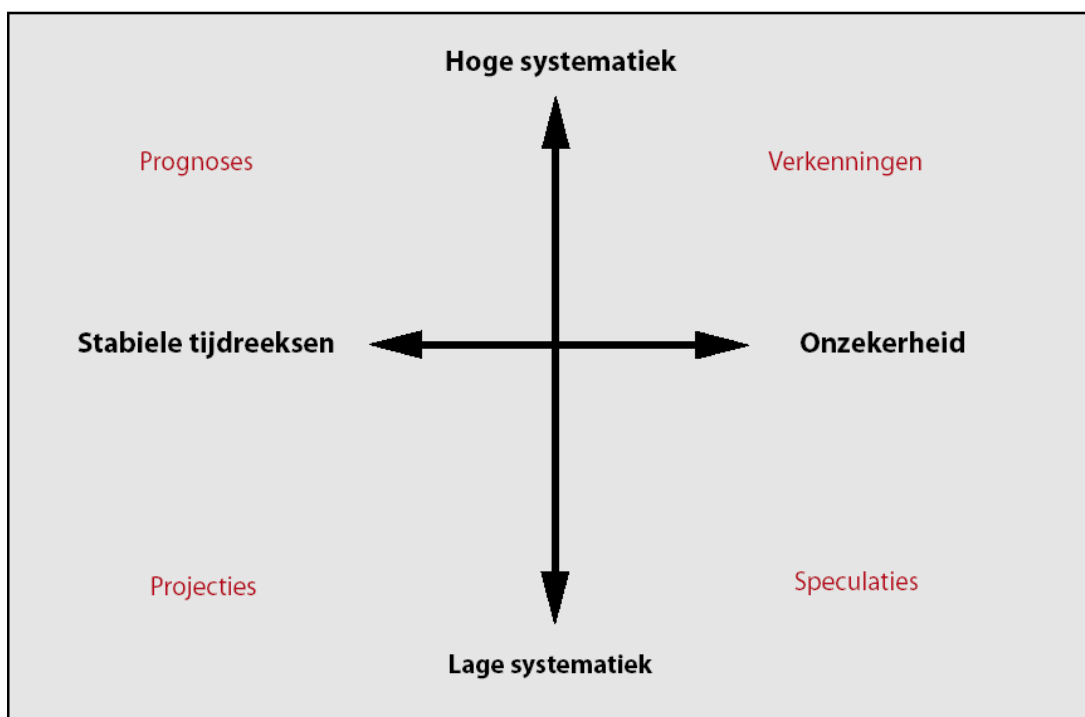 Hoge systematiek
Prognoses
Verkenningen
Stabiele tijdreeksen
Onzekerheid
Projecties
Speculaties
Lage systematiek